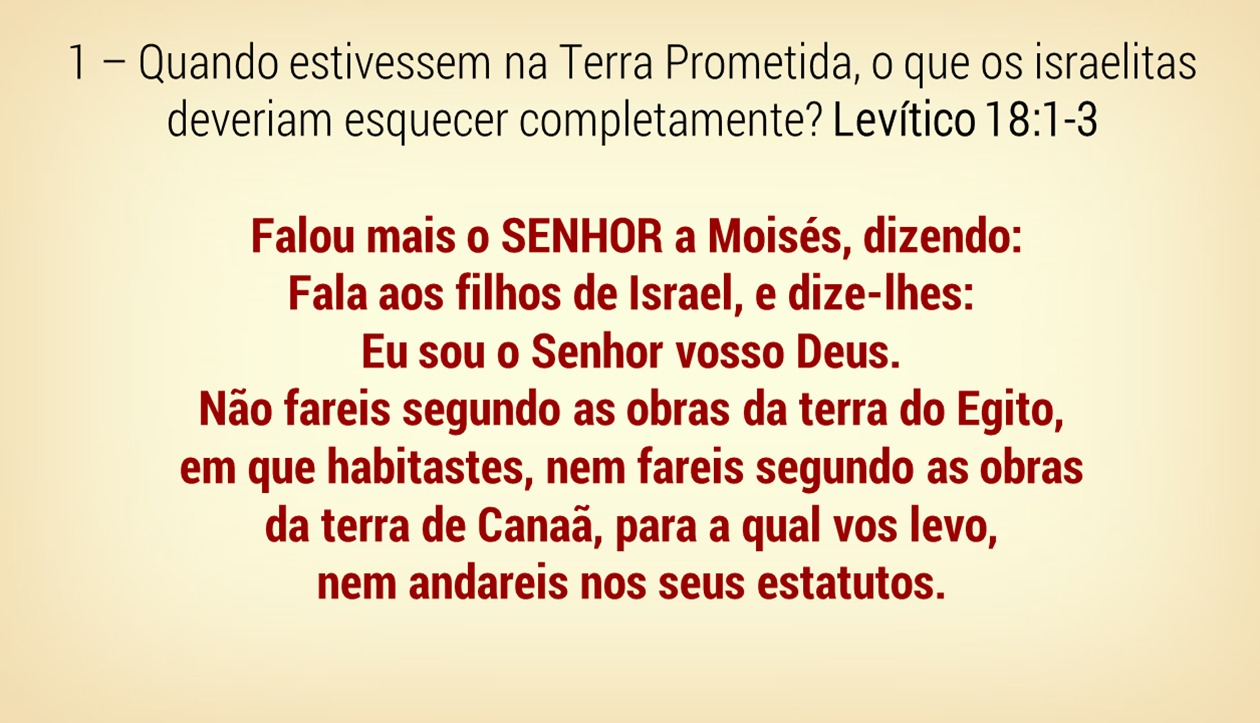 1 – Quando estivessem na Terra Prometida, o que os israelitas
deveriam esquecer completamente? Levítico 18:1-3
Falou mais o SENHOR a Moisés, dizendo:
Fala aos filhos de Israel, e dize-lhes:
Eu sou o Senhor vosso Deus.
Não fareis segundo as obras da terra do Egito,
em que habitastes, nem fareis segundo as obras
da terra de Canaã, para a qual vos levo,
nem andareis nos seus estatutos.